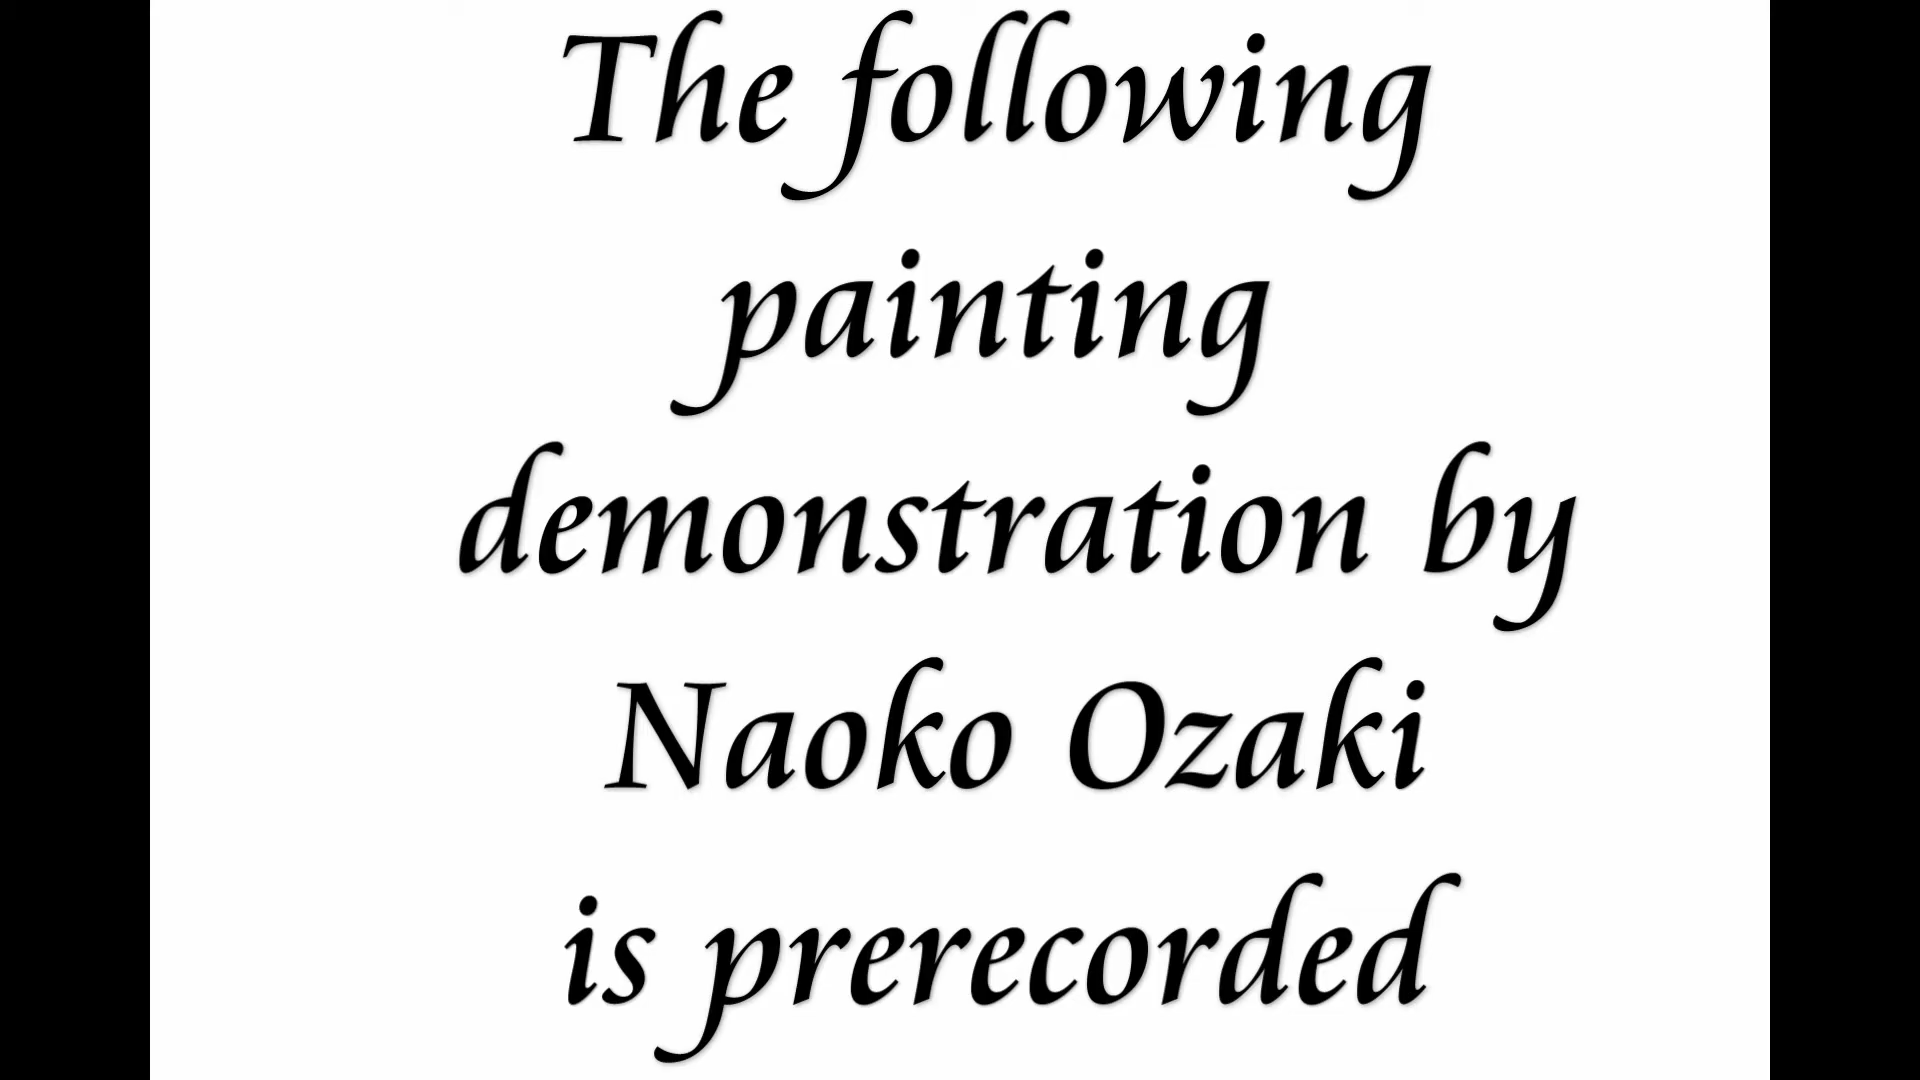 The following
painting
demonstration by
Naoko Ozaki
is prerecorded